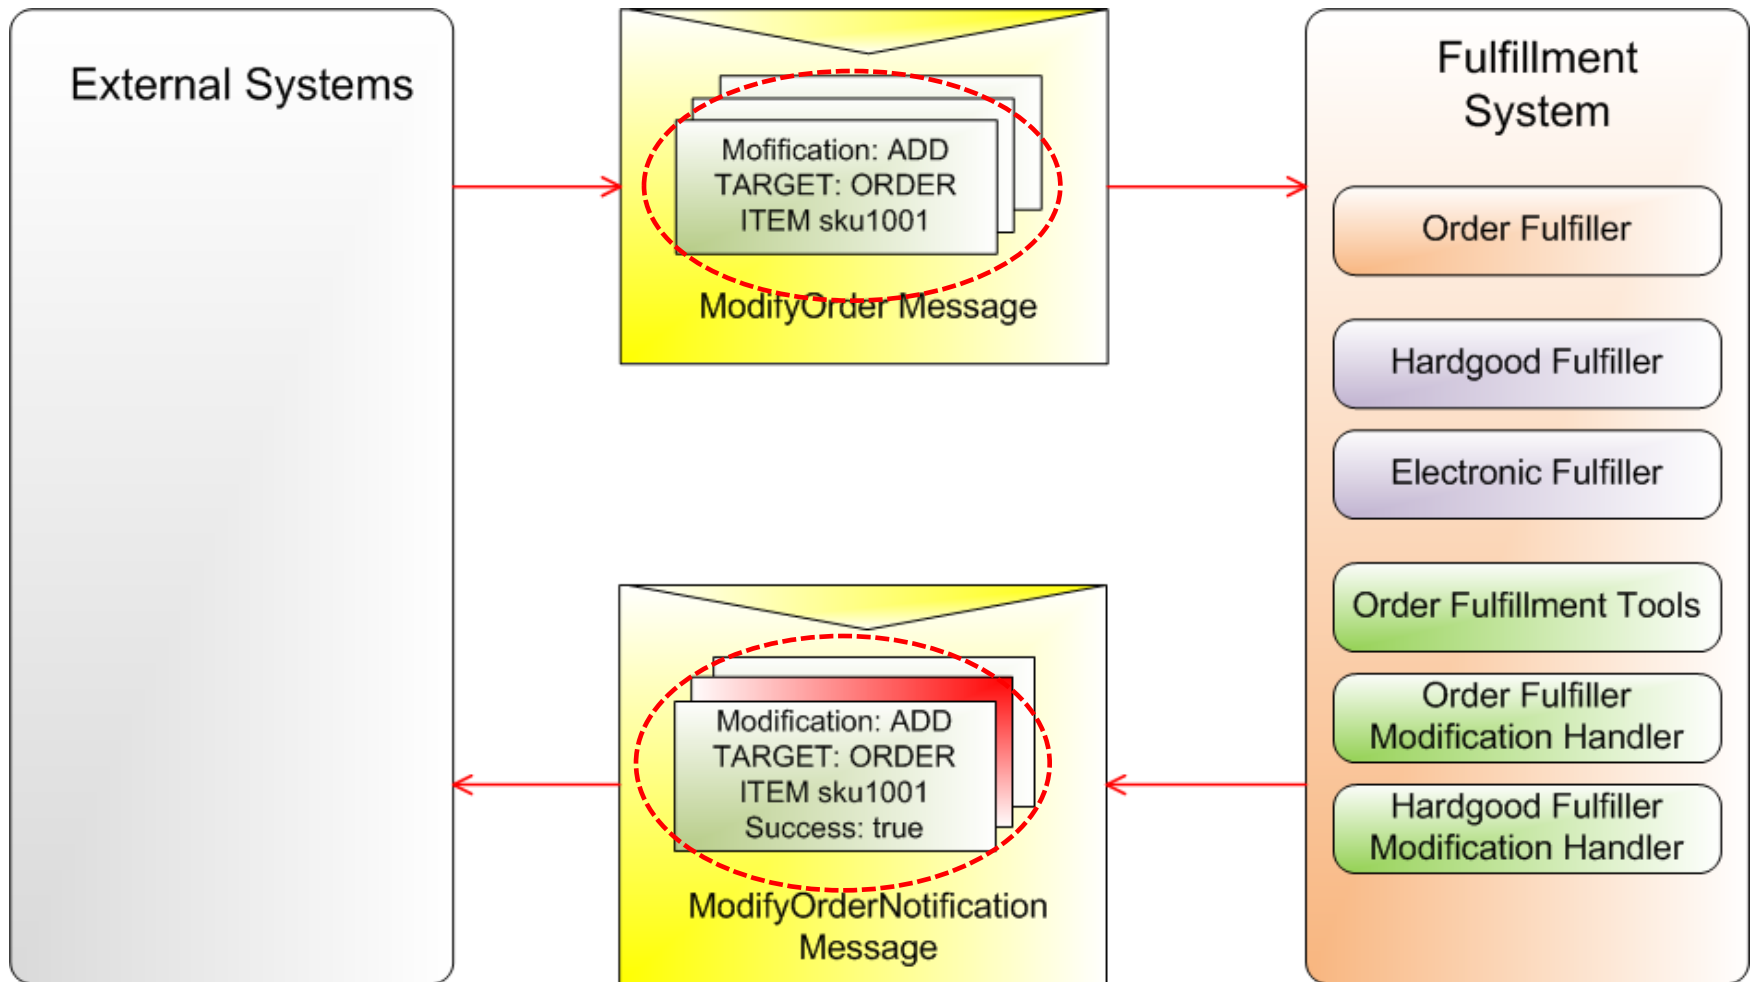 External Systems
Mofification: ADD
TARGET: ORDER
ITEM sku1001
ModifyOrder Message
Modification: ADD
TARGET: ORDER
ITEM sku1001
Success: true
ModifyOrderNotification
Message
Fulfillment
System
Order Fulfiller
Hardgood Fulfiller
Electronic Fulfiller
Order Fulfillment Tools
Order Fulfiller
Modification Handler
Hardgood Fulfiller
Modification Handler